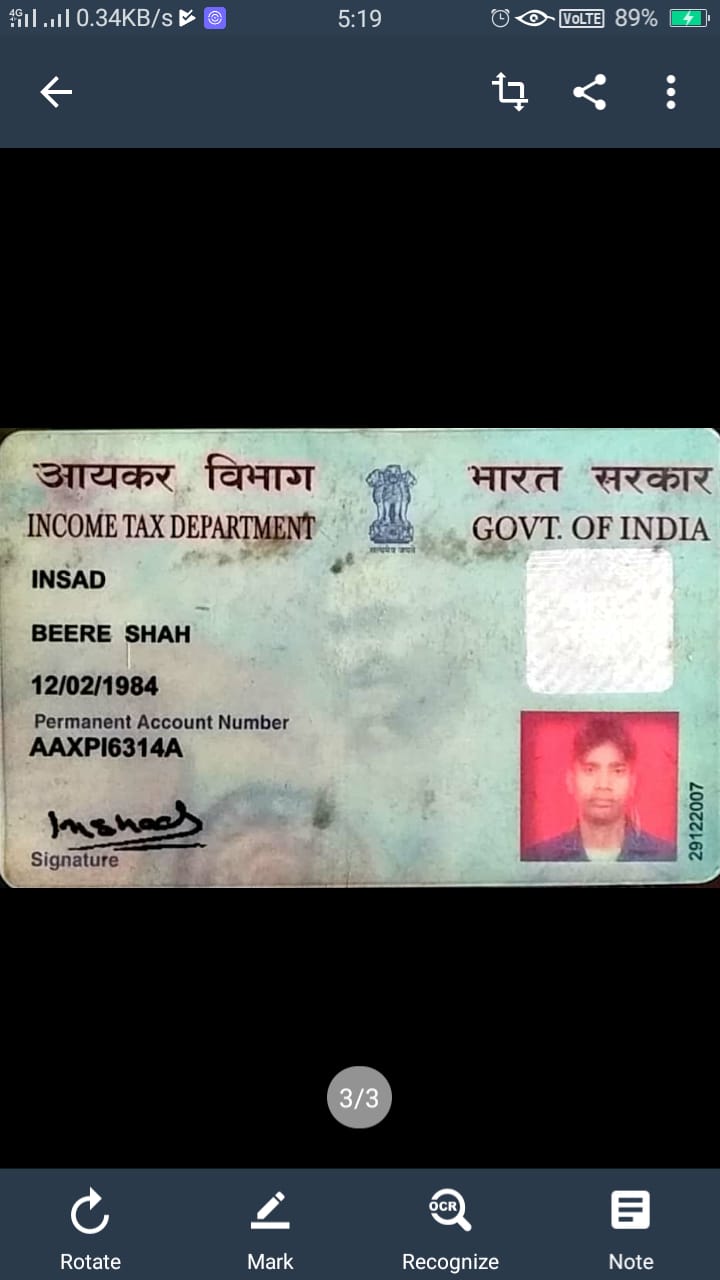 4G 0.34KB/s 5:19 VoLTE 89%
आयकर विभाग भारत सरकार
INCOME TAX DEPARTMENT GOVT. OF INDIA
सत्यमेव जयते
INSAD
BEERE SHAH
12/02/1984
Permanent Account Number
AAXPI6314A
Inshad
Signature
29122007
3/3
Rotate Mark OCR Recognize Note